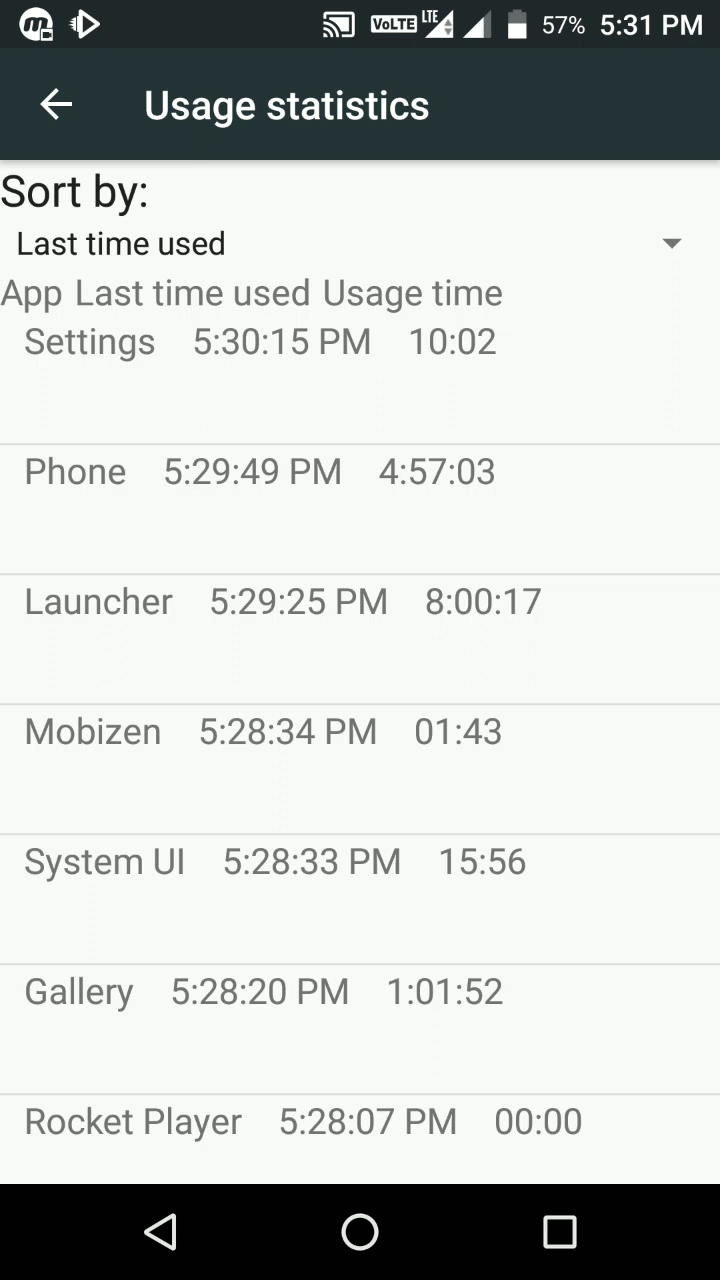 m VoLTE LTE 57% 5:31 PM
Usage statistics
Sort by:
Last time used
App Last time used Usage time
Settings 5:30:15 PM 10:02
Phone 5:29:49 PM 4:57:03
Launcher 5:29:25 PM 8:00:17
Mobizen 5:28:34 PM 01:43
System UI 5:28:33 PM 15:56
Gallery 5:28:20 PM 1:01:52
Rocket Player 5:28:07 PM 00:00